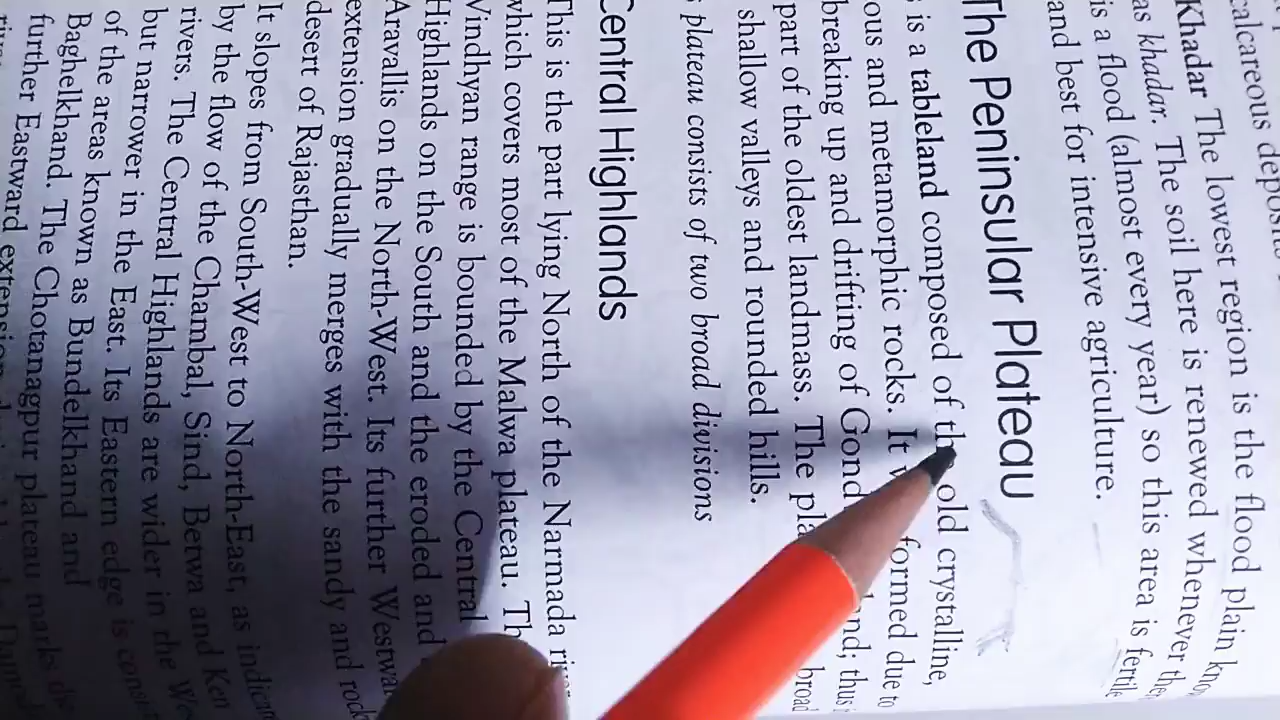 calcareous deposits
Khadar The lowest region is the flood plain
as khadar. The soil here is renewed whenever
is a flood (almost every year) so this area is fertile
and best for intensive agriculture.
The Peninsular Plateau
is a tableland composed of the old crystalline,
ous and metamorphic rocks. It formed due to
breaking up and drifting of thus
part of the oldest landmass. The broad
shallow valleys and rounded hills.
plateau consists of two broad divisions
Central Highlands
This is the part lying North of the Narmada
which covers most of the Malwa plateau.
Vindhyan range is bounded by the Central
Highlands on the South and the eroded and
Aravallis on the North-West. Its further
extension gradually merges with the sandy and
desert of Rajasthan.
It slopes from South-West to North-East, as
by the flow of the Chambal, Sind, Betwa and Ken
rivers. The Central Highlands are wider in the
but narrower in the East. Its Eastern edge is
of the areas known as Bundelkhand and
Baghelkhand. The Chotanagpur plateau marks
further Eastward